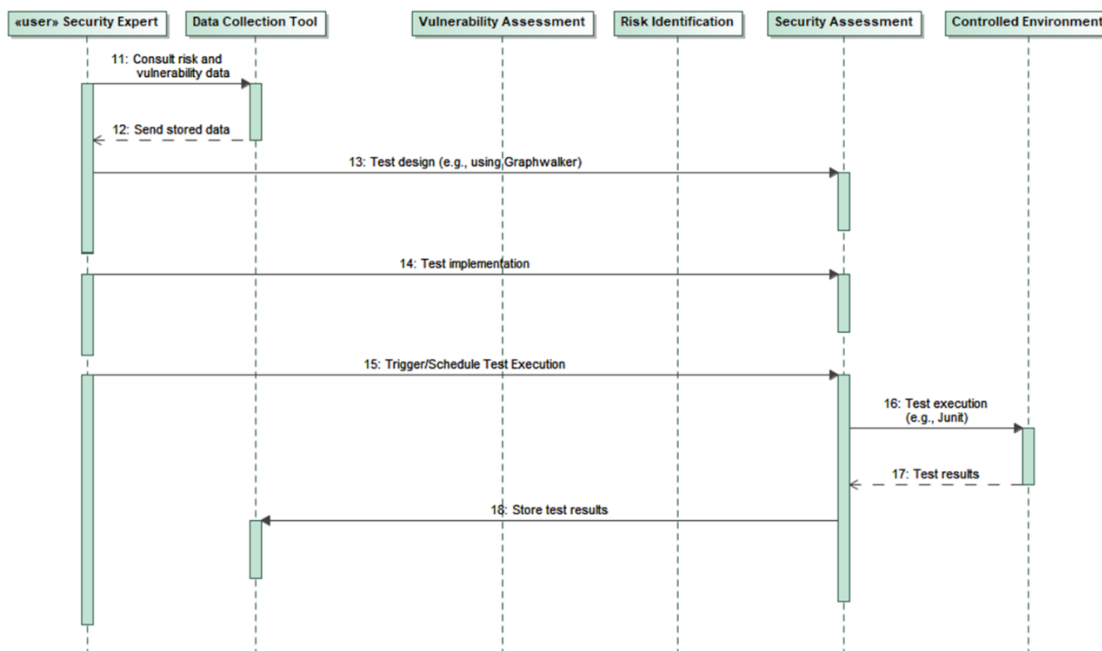 «user» Security Expert
Data Collection Tool
Vulnerability Assessment
Risk Identification
Security Assessment
Controlled Environment
11: Consult risk and
vulnerability data
12: Send stored data
13: Test design (e.g., using Graphwalker)
14: Test implementation
15: Trigger/Schedule Test Execution
16: Test execution
(e.g., Junit)
17: Test results
18: Store test results